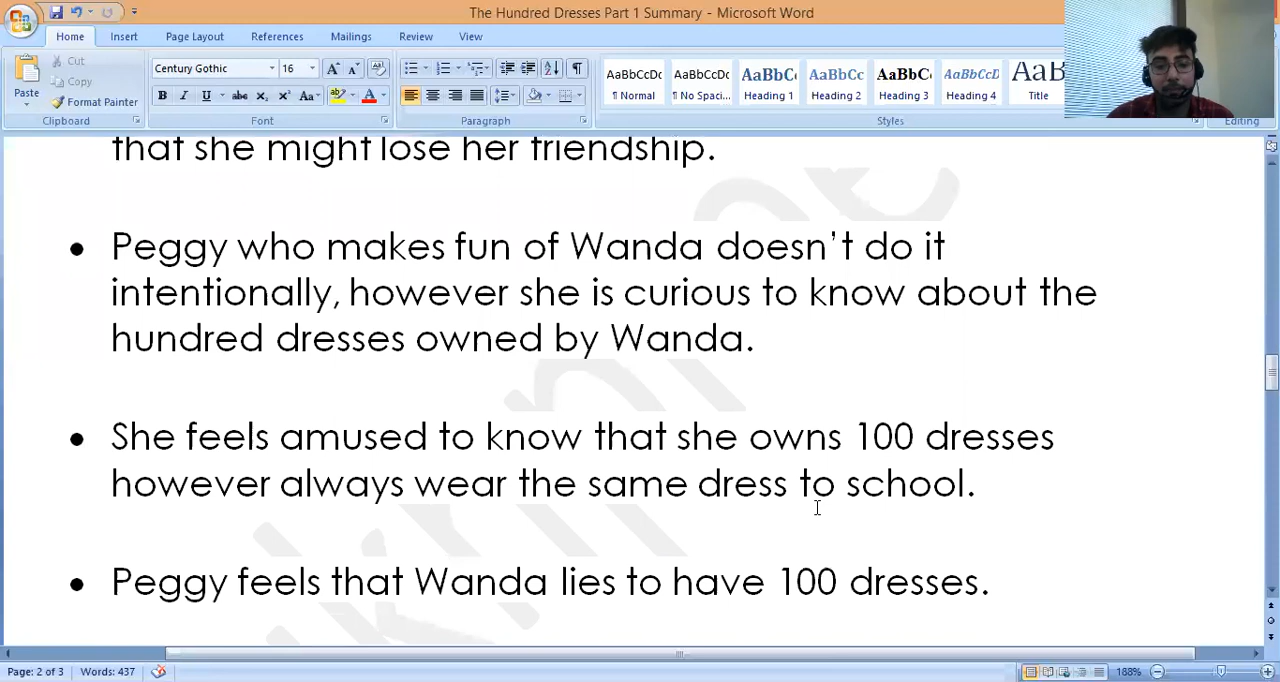 The Hundred Dresses Part 1 Summary - Microsoft Word
Home Insert Page Layout References Mailings Review View
Paste Cut Copy Format Painter
Century Gothic 16
AaBbCcDc AaBbCcDc AaBbC AaBbCc AaBbCc AaBbCcD AaB
¶ Normal ¶ No Spaci... Heading 1 Heading 2 Heading 3 Heading 4 Title
Clipboard Font Paragraph Styles Editing
that she might lose her friendship.
• Peggy who makes fun of Wanda doesn't do it
intentionally, however she is curious to know about the
hundred dresses owned by Wanda.
• She feels amused to know that she owns 100 dresses
however always wear the same dress to school.
• Peggy feels that Wanda lies to have 100 dresses.
Page: 2 of 3 Words: 437 188%